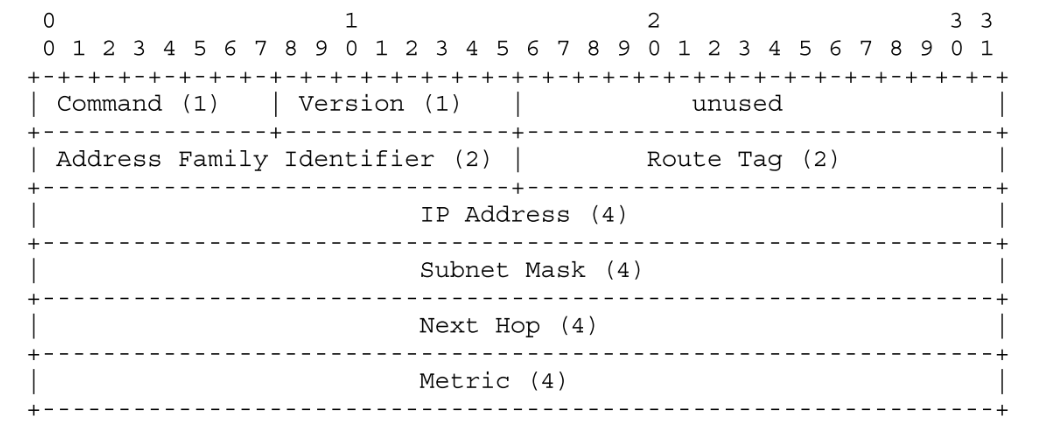 0                   1                   2                   3 3
0 1 2 3 4 5 6 7 8 9 0 1 2 3 4 5 6 7 8 9 0 1 2 3 4 5 6 7 8 9 0 1
+-+-+-+-+-+-+-+-+-+-+-+-+-+-+-+-+-+-+-+-+-+-+-+-+-+-+-+-+-+-+-+-+
| Command (1)   | Version (1)   |           unused              |
+---------------+---------------+-------------------------------+
| Address Family Identifier (2) |        Route Tag (2)          |
+-------------------------------+-------------------------------+
|                         IP Address (4)                        |
+---------------------------------------------------------------+
|                         Subnet Mask (4)                       |
+---------------------------------------------------------------+
|                         Next Hop (4)                          |
+---------------------------------------------------------------+
|                         Metric (4)                            |
+---------------------------------------------------------------+